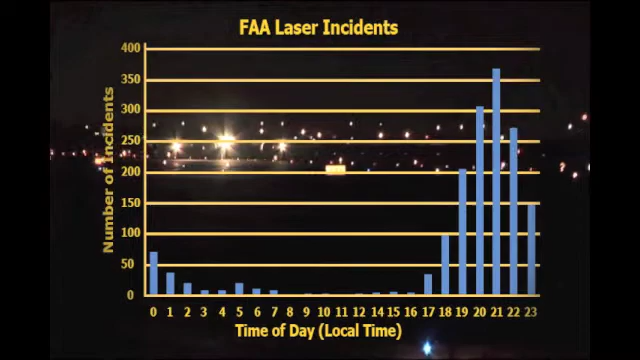 FAA Laser Incidents
Number of Incidents
400
350
300
250
200
150
100
50
0
0 1 2 3 4 5 6 7 8 9 10 11 12 13 14 15 16 17 18 19 20 21 22 23
Time of Day (Local Time)